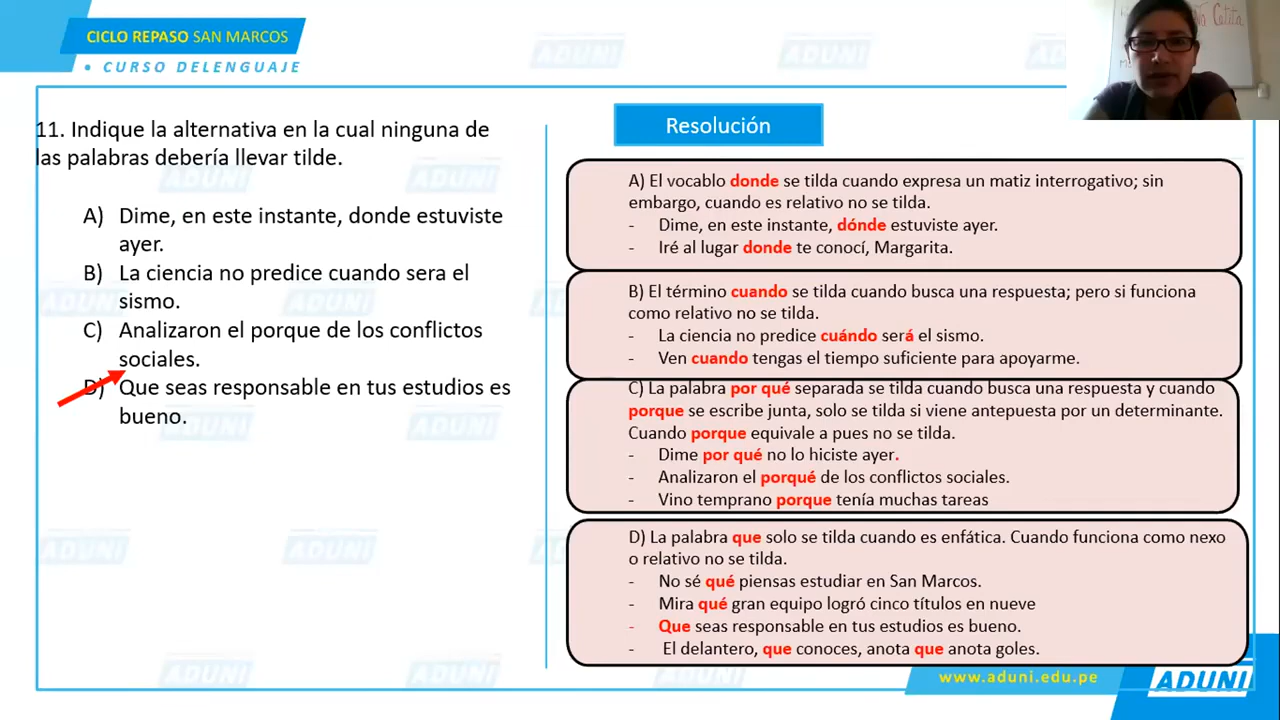 CICLO REPASO SAN MARCOS
• CURSO DELENGUAJE
11. Indique la alternativa en la cual ninguna de
las palabras debería llevar tilde.
A) Dime, en este instante, donde estuviste
ayer.
B) La ciencia no predice cuando sera el
sismo.
C) Analizaron el porque de los conflictos
sociales.
D) Que seas responsable en tus estudios es
bueno.
Resolución
A) El vocablo donde se tilda cuando expresa un matiz interrogativo; sin
embargo, cuando es relativo no se tilda.
- Dime, en este instante, dónde estuviste ayer.
- Iré al lugar donde te conocí, Margarita.
B) El término cuando se tilda cuando busca una respuesta; pero si funciona
como relativo no se tilda.
- La ciencia no predice cuándo será el sismo.
- Ven cuando tengas el tiempo suficiente para apoyarme.
C) La palabra por qué separada se tilda cuando busca una respuesta y cuando
porque se escribe junta, solo se tilda si viene antepuesta por un determinante.
Cuando porque equivale a pues no se tilda.
- Dime por qué no lo hiciste ayer.
- Analizaron el porqué de los conflictos sociales.
- Vino temprano porque tenía muchas tareas
D) La palabra que solo se tilda cuando es enfática. Cuando funciona como nexo
o relativo no se tilda.
- No sé qué piensas estudiar en San Marcos.
- Mira qué gran equipo logró cinco títulos en nueve
- Que seas responsable en tus estudios es bueno.
- El delantero, que conoces, anota que anota goles.
www.aduni.edu.pe
ADUNI